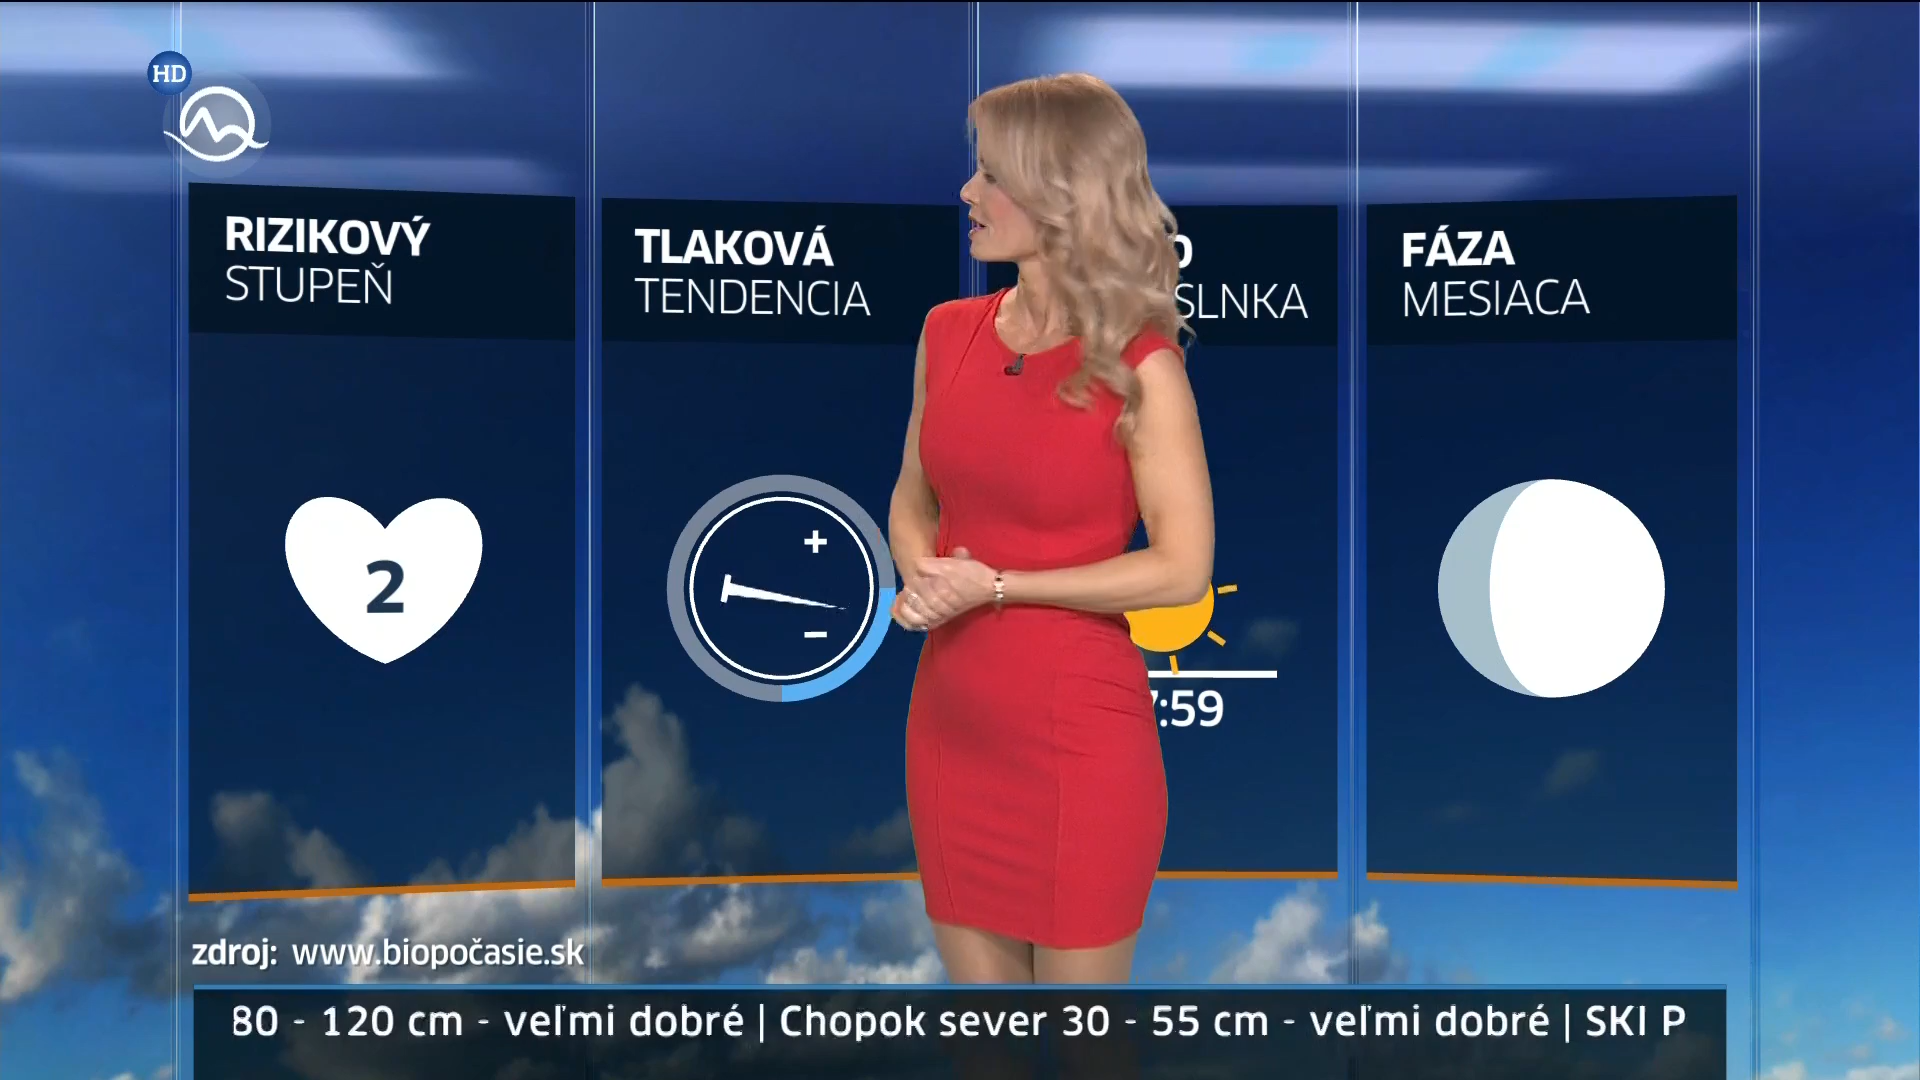 HD
RIZIKOVÝ
STUPEŇ
TLAKOVÁ
TENDENCIA
SLNKA
FÁZA
MESIACA
2
+
–
:59
zdroj: www.biopočasie.sk
80 - 120 cm - veľmi dobré | Chopok sever 30 - 55 cm - veľmi dobré | SKI P